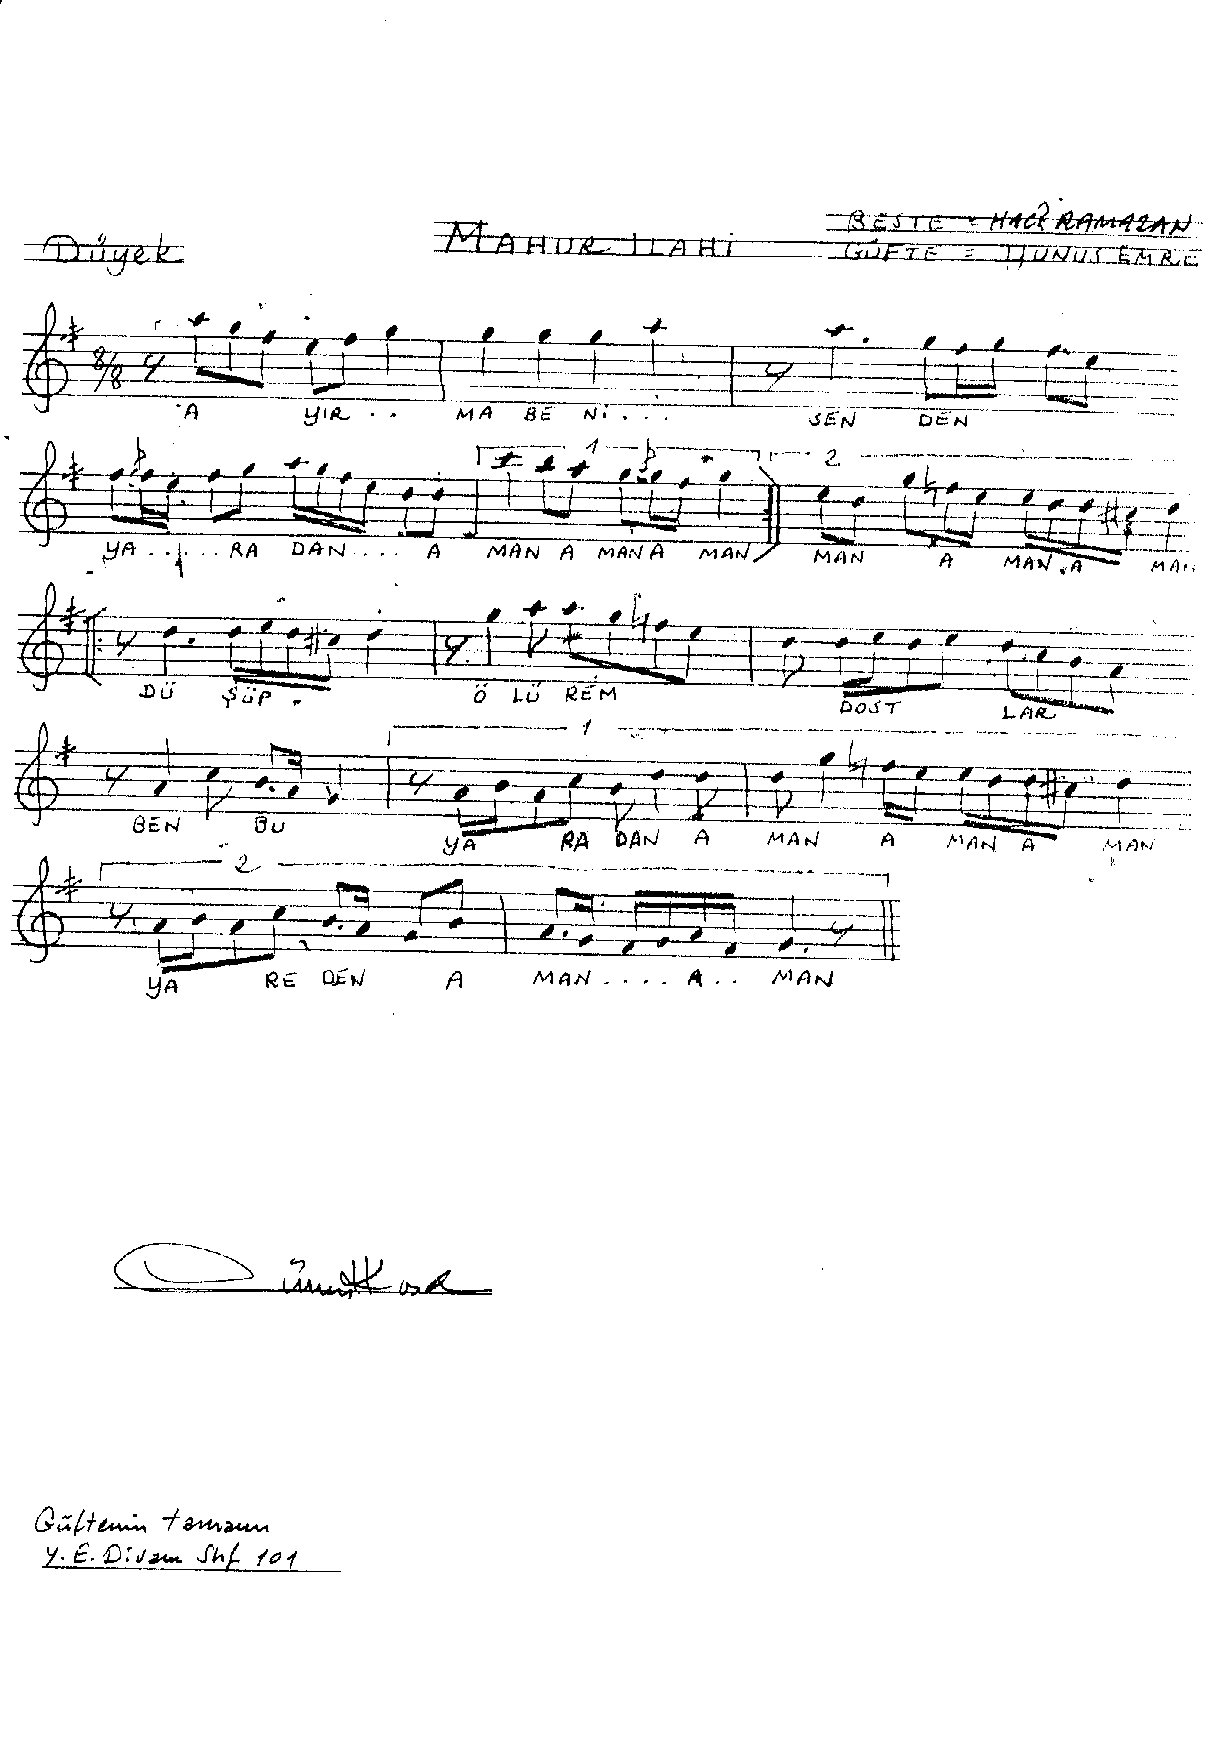 Düyek
MAHUR İLAHİ
BESTE = HACI RAMAZAN
GÜFTE = YUNUS EMRE
8/8
A YIR . . MA BE Nİ . . . SEN DEN
1 2
YA . . . . . RA DAN . . . . A MAN A MAN A MAN MAN A MAN . A MAN
DÜ ŞÜP . Ö LÜ REM DOST LAR
1
BEN BU YA RA DAN A MAN A MAN A MAN
2
YA RE DEN A MAN . . . . A . . MAN
Güftenin tamamı
Y. E. Divanı Shf 101